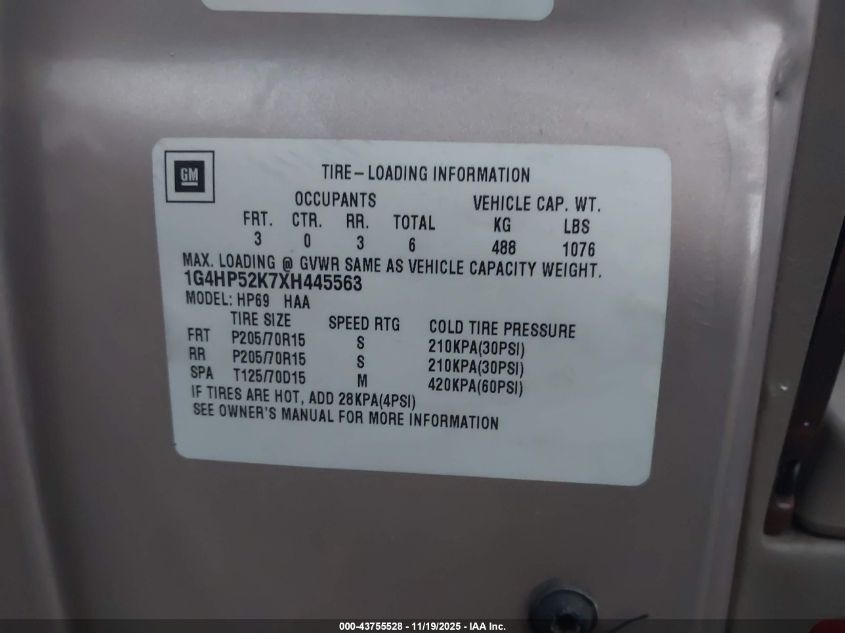 GM
TIRE-LOADING INFORMATION
OCCUPANTS VEHICLE CAP. WT.
FRT. CTR. RR. TOTAL KG LBS
3 0 3 6 488 1076
MAX. LOADING @ GVWR SAME AS VEHICLE CAPACITY WEIGHT.
1G4HP52K7XH445563
MODEL: HP69 HAA
TIRE SIZE SPEED RTG COLD TIRE PRESSURE
FRT P205/70R15 S 210KPA(30PSI)
RR P205/70R15 S 210KPA(30PSI)
SPA T125/70D15 M 420KPA(60PSI)
IF TIRES ARE HOT, ADD 28KPA(4PSI)
SEE OWNER'S MANUAL FOR MORE INFORMATION
000-43755528 - 11/19/2025 - IAA Inc.